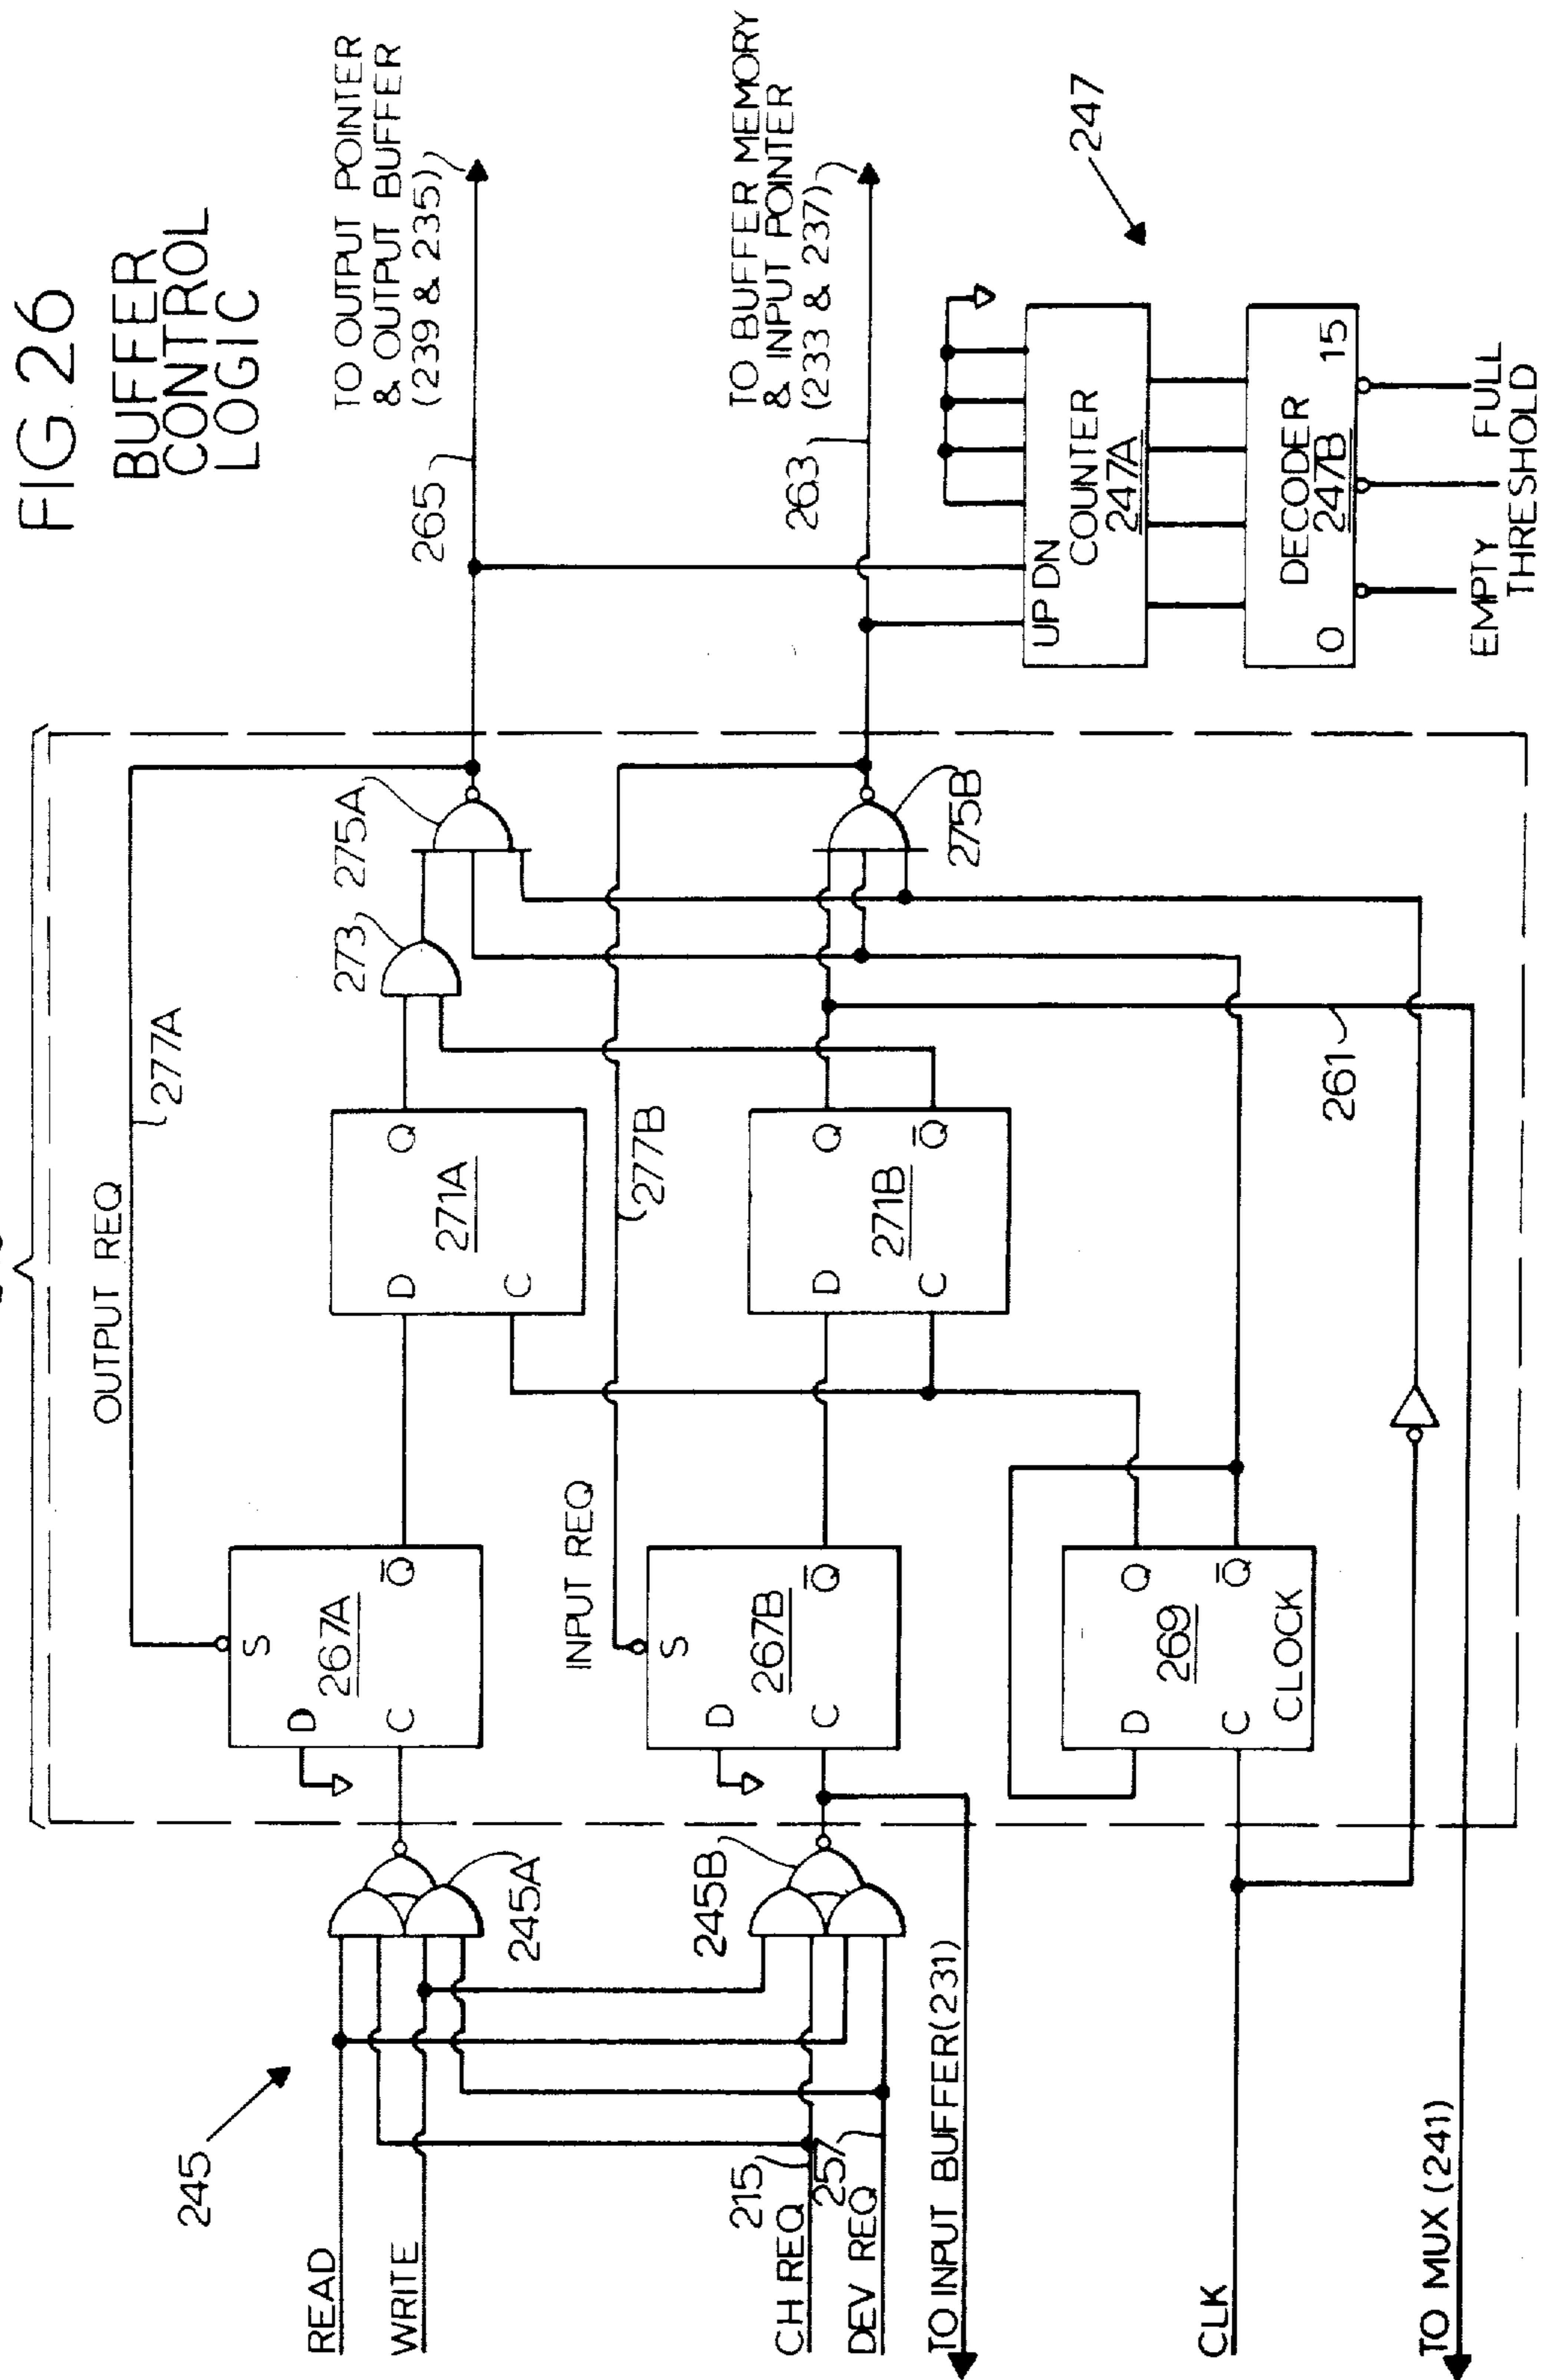 FIG. 26
BUFFER
CONTROL
LOGIC
OUTPUT REQ
277A
265
TO OUTPUT POINTER
& OUTPUT BUFFER
(239 & 235)
245
READ
WRITE
245A
D
S
267A
C
Q
D
271A
C
Q
273
275A
INPUT REQ
277B
263
TO BUFFER MEMORY
& INPUT POINTER
(233 & 237)
215
CH REQ
257
DEV REQ
245B
D
S
267B
C
Q
D
271B
C
Q
Q
275B
TO INPUT BUFFER (231)
CLK
D
269
C
CLOCK
Q
Q
261
TO MUX (241)
247
UP DN
COUNTER
247A
DECODER
247B
0
15
EMPTY
THRESHOLD
FULL